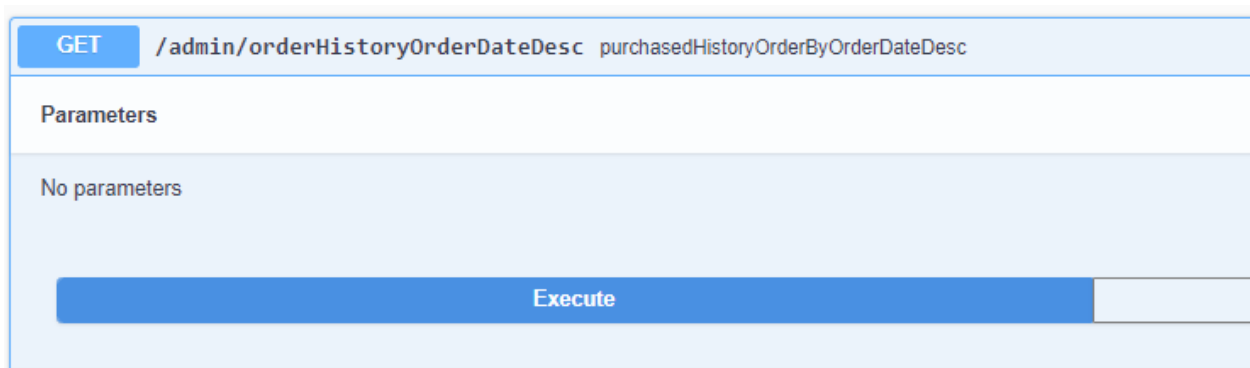 GET /admin/orderHistoryOrderDateDesc purchasedHistoryOrderByOrderDateDesc
Parameters
No parameters
Execute